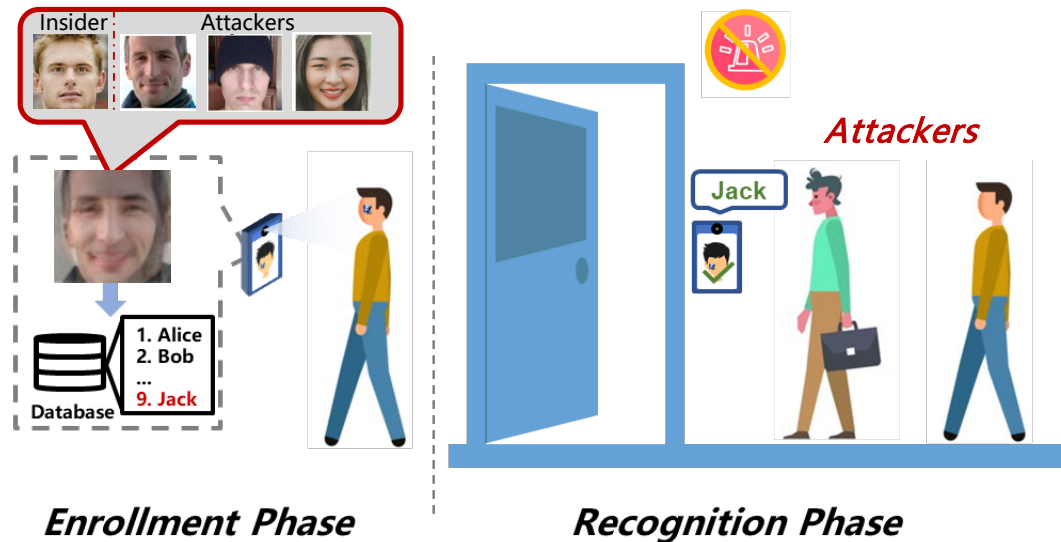 Insider
Attackers
1. Alice
2. Bob
...
9. Jack
Database
Enrollment Phase
Attackers
Jack
Recognition Phase